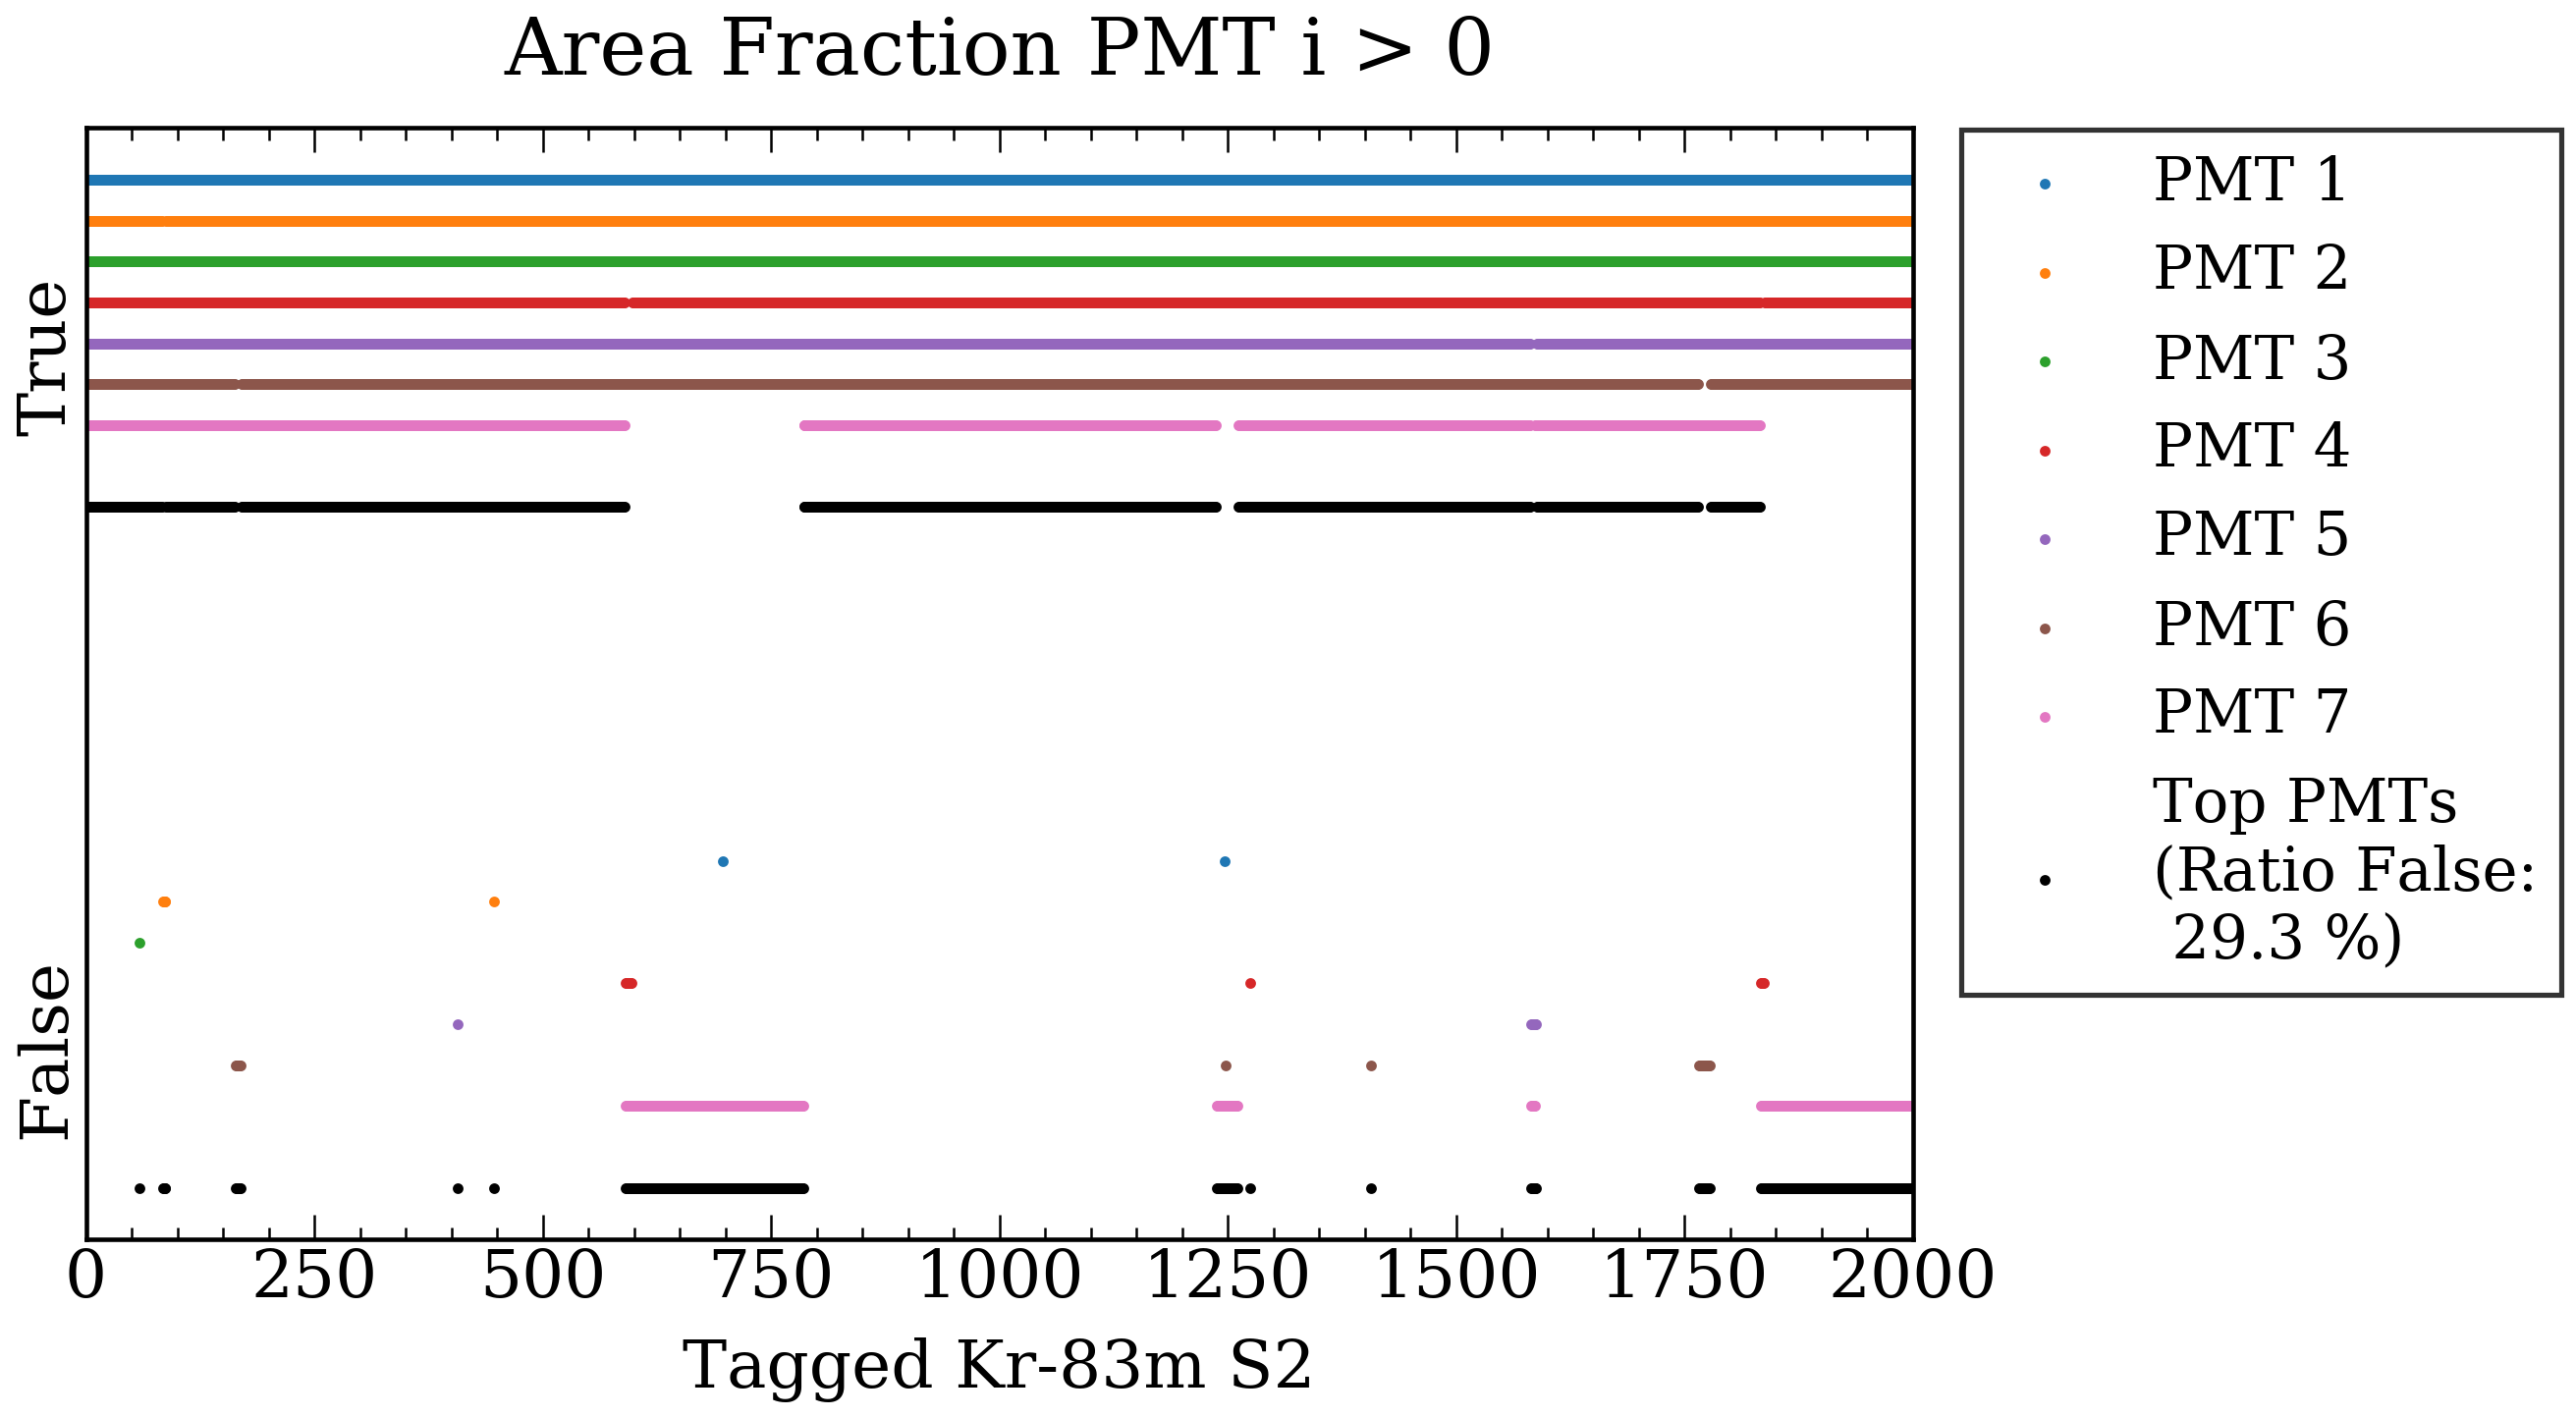 Area Fraction PMT i > 0
True
False
0 250 500 750 1000 1250 1500 1750 2000
Tagged Kr-83m S2
PMT 1
PMT 2
PMT 3
PMT 4
PMT 5
PMT 6
PMT 7
Top PMTs
(Ratio False:
29.3 %)